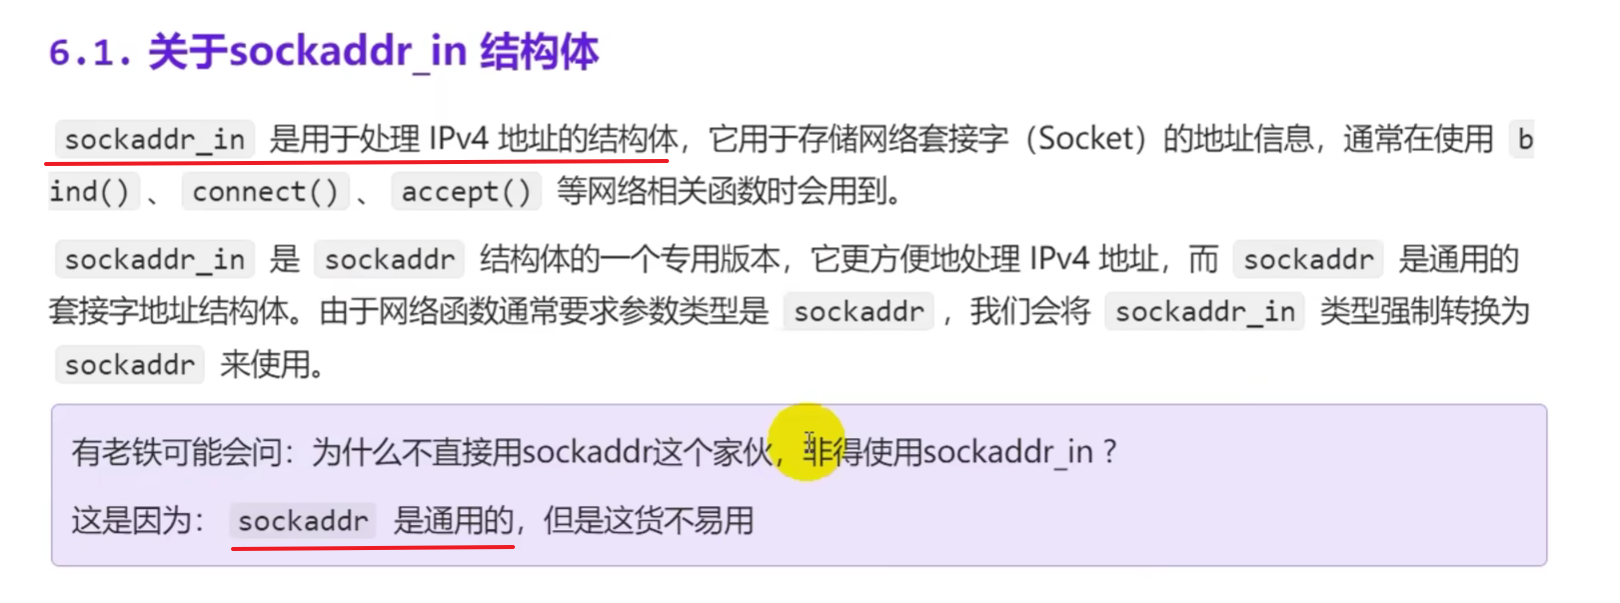 6.1. 关于sockaddr_in 结构体
sockaddr_in 是用于处理 IPv4 地址的结构体，它用于存储网络套接字（Socket）的地址信息，通常在使用 b
ind() 、 connect() 、 accept() 等网络相关函数时会用到。
sockaddr_in 是 sockaddr 结构体的一个专用版本，它更方便地处理 IPv4 地址，而 sockaddr 是通用的
套接字地址结构体。由于网络函数通常要求参数类型是 sockaddr ，我们会将 sockaddr_in 类型强制转换为
sockaddr 来使用。
有老铁可能会问：为什么不直接用sockaddr这个家伙，非得使用sockaddr_in？
这是因为： sockaddr 是通用的，但是这货不易用